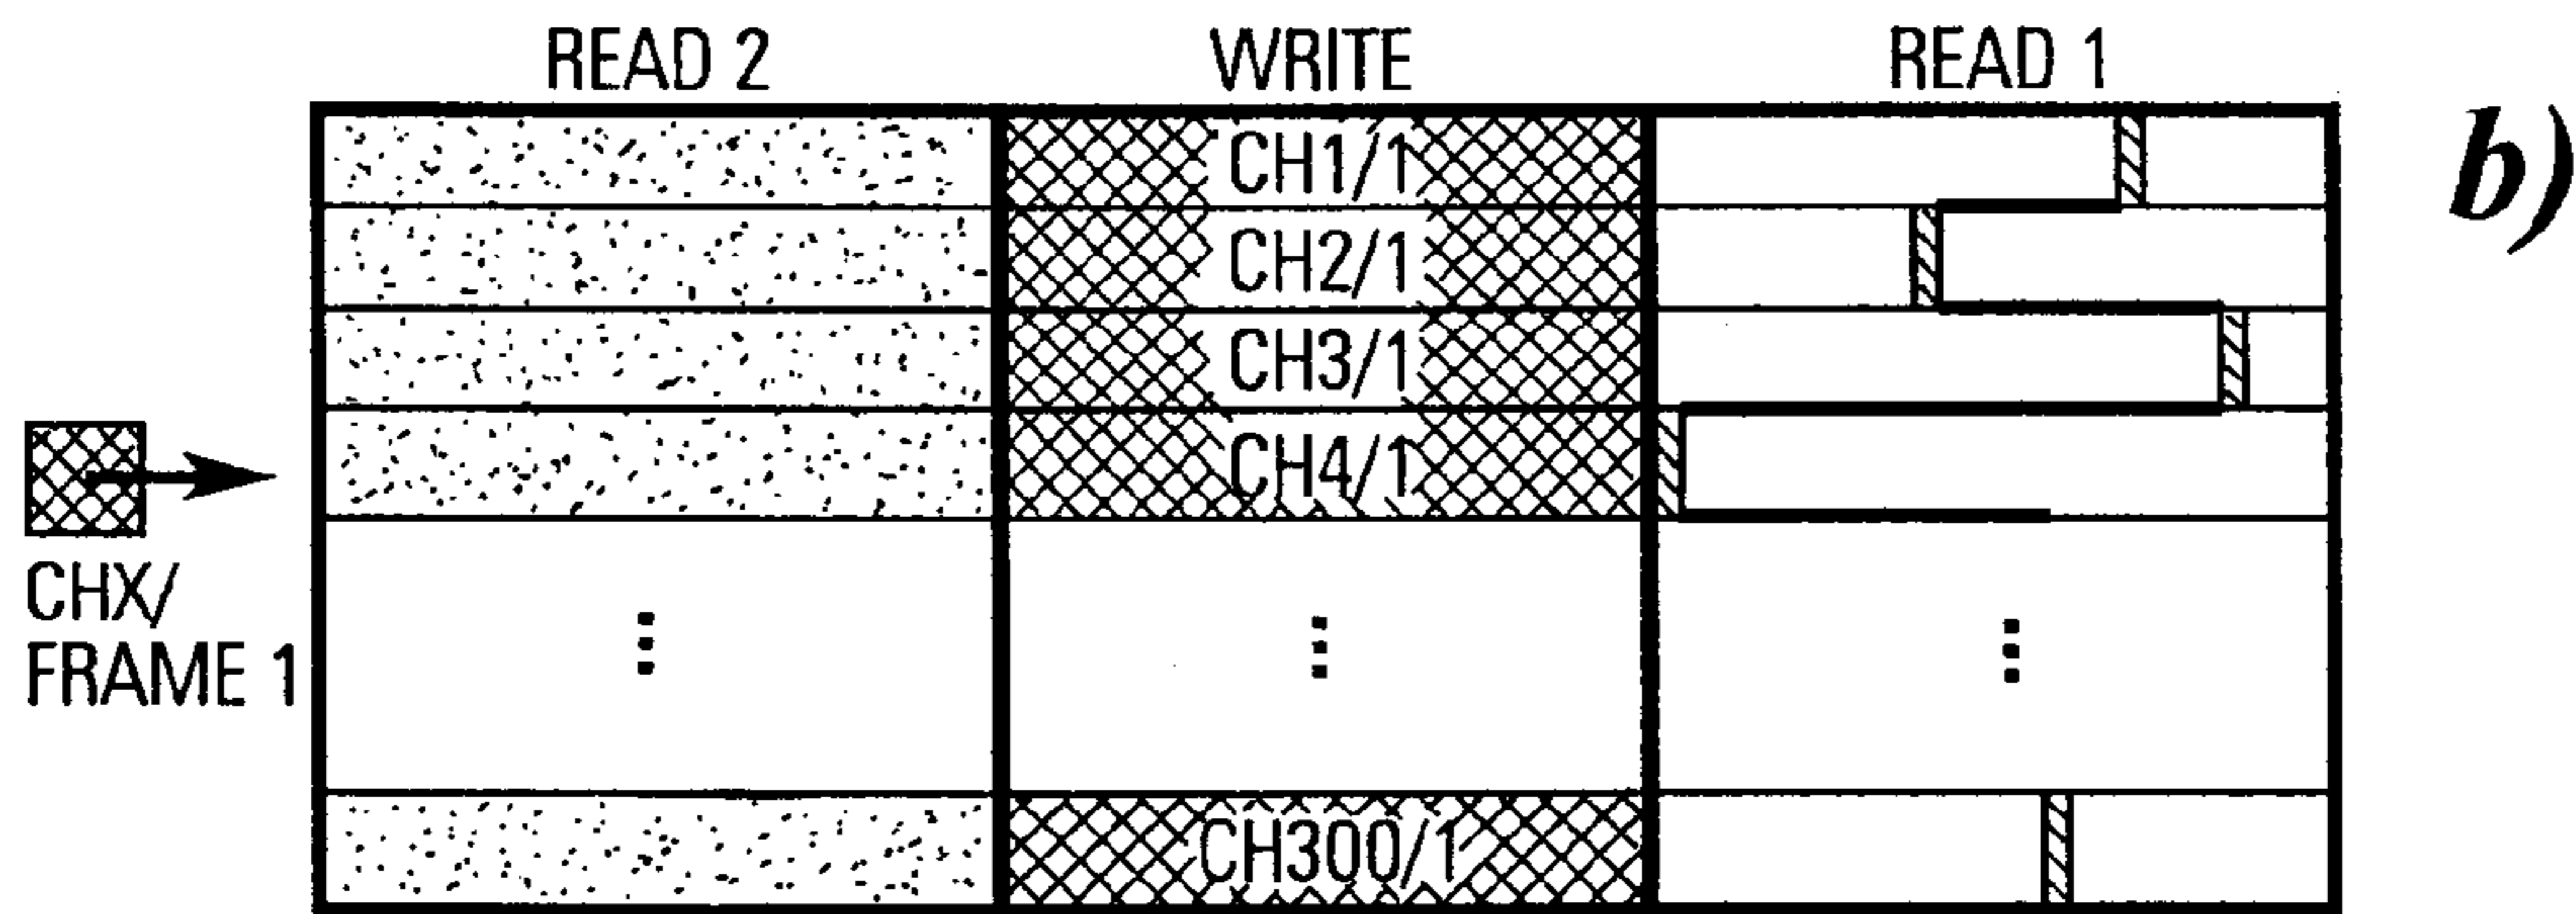 READ 2 WRITE READ 1
b)
CH1/1
CH2/1
CH3/1
CH4/1
CHX/
FRAME 1
CH300/1